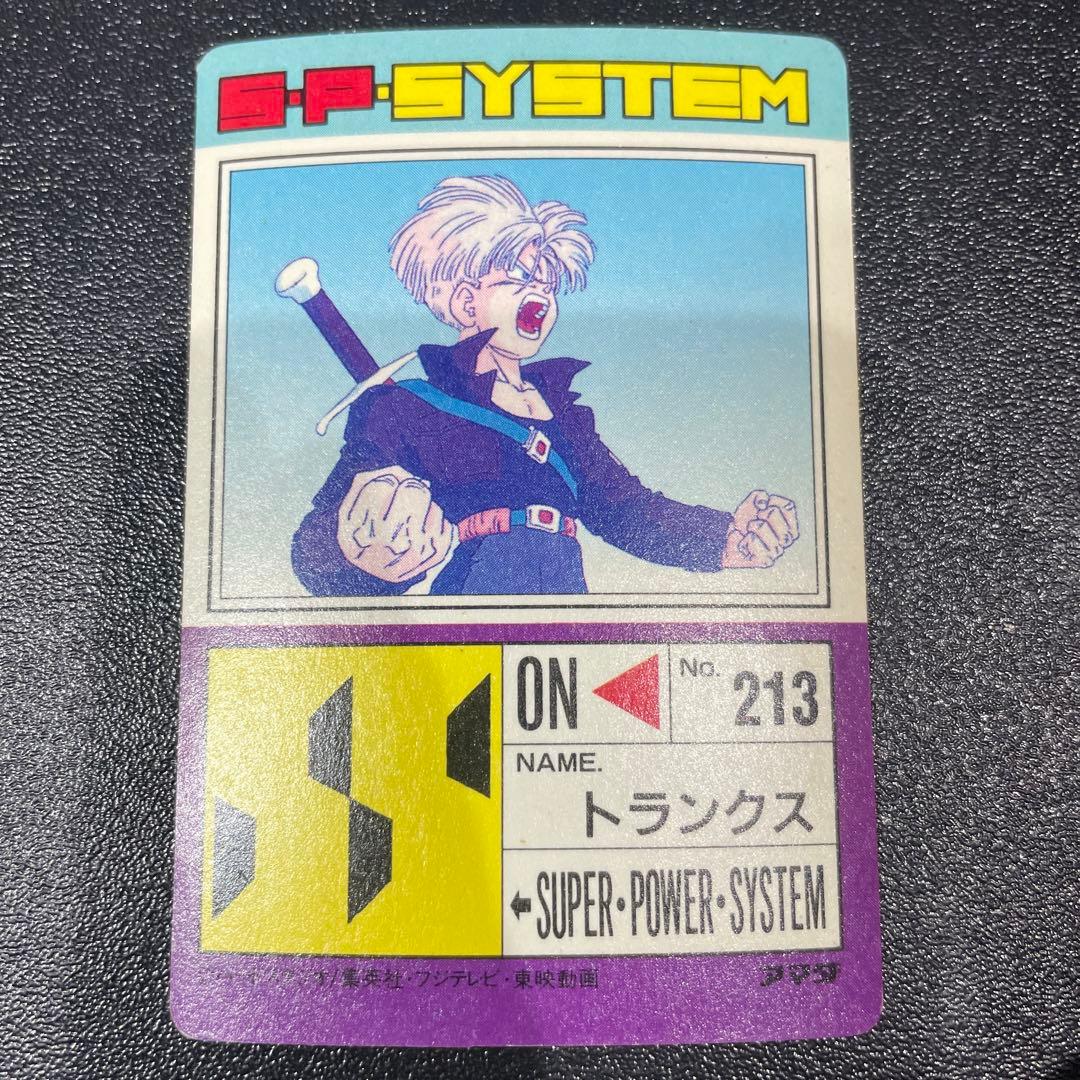 S·P·SYSTEM
ON
No. 213
NAME.
トランクス
SUPER·POWER·SYSTEM
/集英社・フジテレビ・東映動画
アマダ